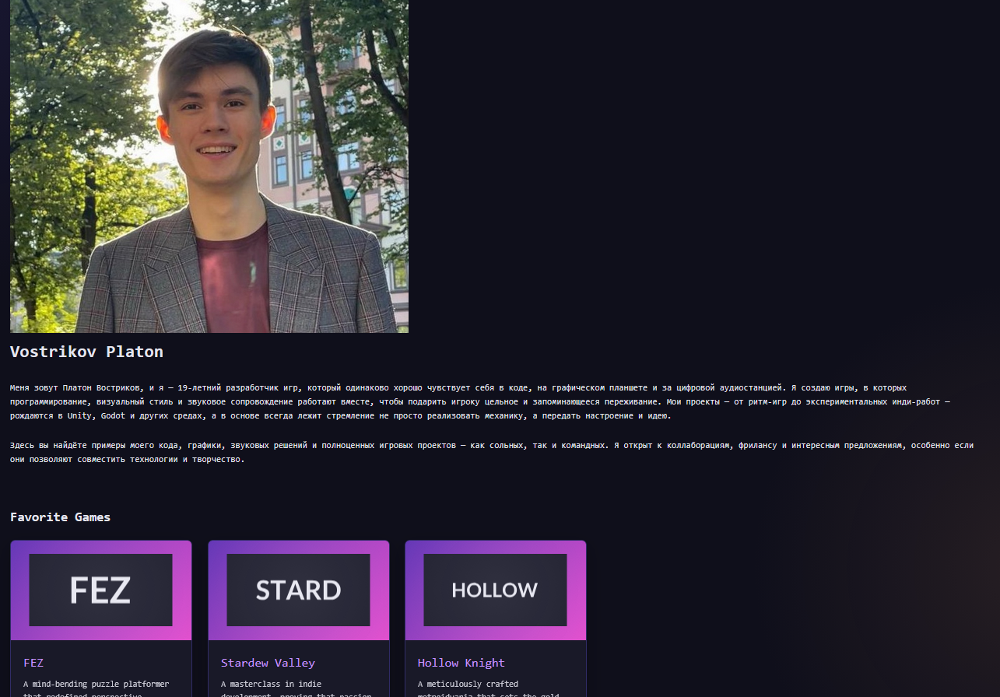 Vostrikov Platon
Меня зовут Платон Востриков, и я — 19-летний разработчик игр, который одинаково хорошо чувствует себя в коде, на графическом планшете и за цифровой аудиостанцией. Я создаю игры, в которых
программирование, визуальный стиль и звуковое сопровождение работают вместе, чтобы подарить игроку цельное и запоминающееся переживание. Мои проекты — от ритм-игр до экспериментальных инди-работ —
рождаются в Unity, Godot и других средах, а в основе всегда лежит стремление не просто реализовать механику, а передать настроение и идею.
Здесь вы найдёте примеры моего кода, графики, звуковых решений и полноценных игровых проектов — как сольных, так и командных. Я открыт к коллаборациям, фрилансу и интересным предложениям, особенно если
они позволяют совместить технологии и творчество.
Favorite Games
FEZ
STARD
HOLLOW
FEZ
Stardew Valley
Hollow Knight
A mind-bending puzzle platformer
that redefined perspective
A masterclass in indie
development, proving that passion
A meticulously crafted
metroidvania that sets the gold